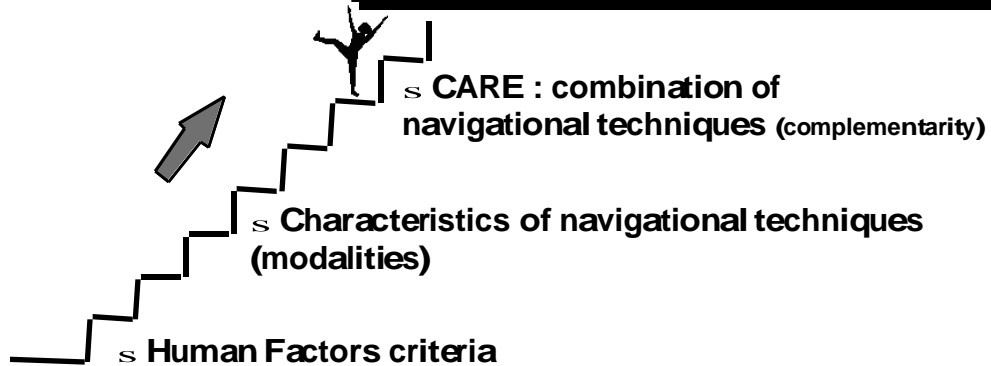 s CARE : combination of
navigational techniques (complementarity)
s Characteristics of navigational techniques
(modalities)
s Human Factors criteria